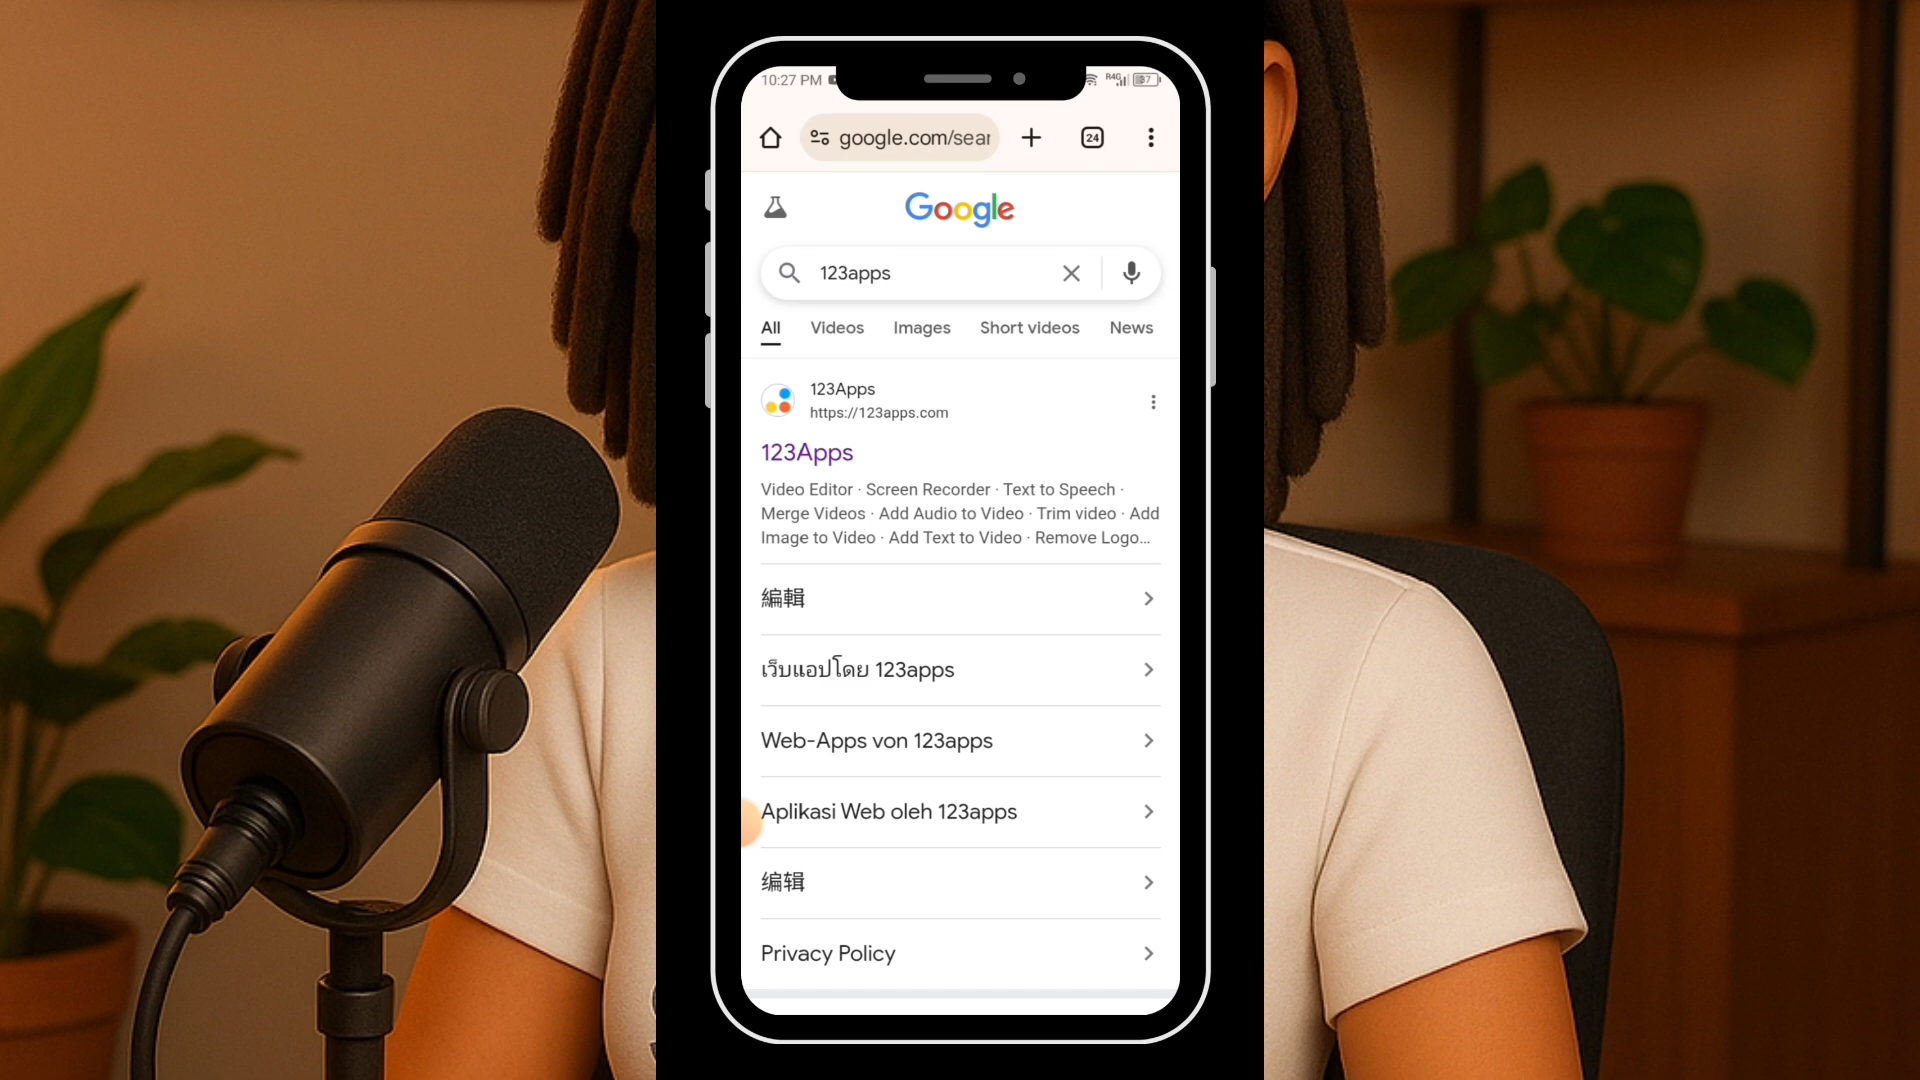 10:27 PM
R4G
37
google.com/sear
24
Google
123apps
All Videos Images Short videos News
123Apps
https://123apps.com
123Apps
Video Editor · Screen Recorder · Text to Speech ·
Merge Videos · Add Audio to Video · Trim video · Add
Image to Video · Add Text to Video · Remove Logo...
編輯
เว็บแอปโดย 123apps
Web-Apps von 123apps
Aplikasi Web oleh 123apps
编辑
Privacy Policy